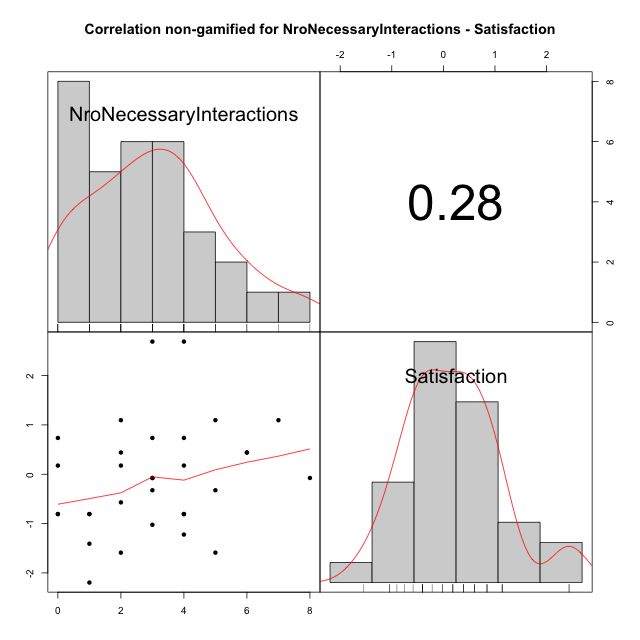 Correlation non-gamified for NroNecessaryInteractions - Satisfaction
-2 -1 0 1 2
NroNecessaryInteractions
0.28
0 2 4 6 8
Satisfaction
-2 -1 0 1 2
0 2 4 6 8